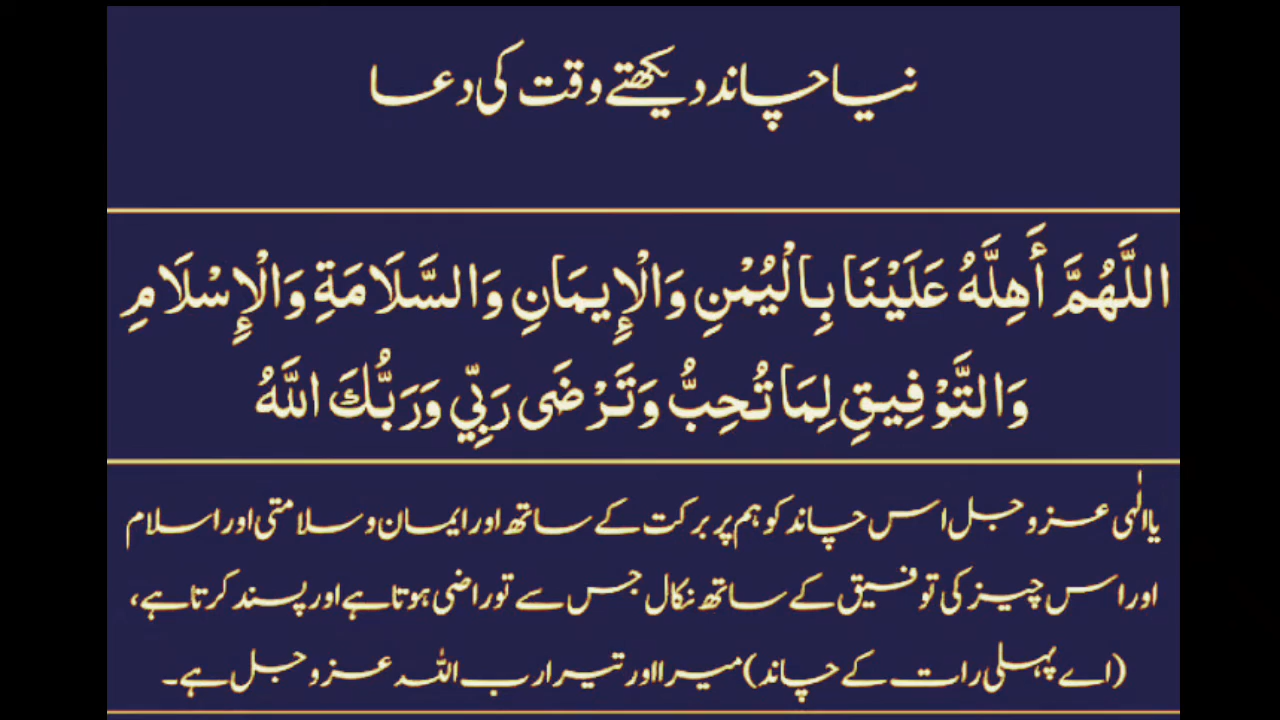 نیا چاند دیکھتے وقت کی دعا
اللَّهُمَّ أَهِلَّهُ عَلَيْنَا بِالْيُمْنِ وَالْإِيمَانِ وَالسَّلَامَةِ وَالْإِسْلَامِ
وَالتَّوْفِيقِ لِمَا تُحِبُّ وَتَرْضَى رَبِّي وَرَبُّكَ اللَّهُ
یاالٰہی عزوجل اس چاند کو ہم پر برکت کے ساتھ اور ایمان و سلامتی اور اسلام
اور اس چیز کی توفیق کے ساتھ نکال جس سے تو راضی ہوتا ہے اور پسند کرتا ہے،
(اے پہلی رات کے چاند) میرا اور تیرا رب اللہ عزوجل ہے۔